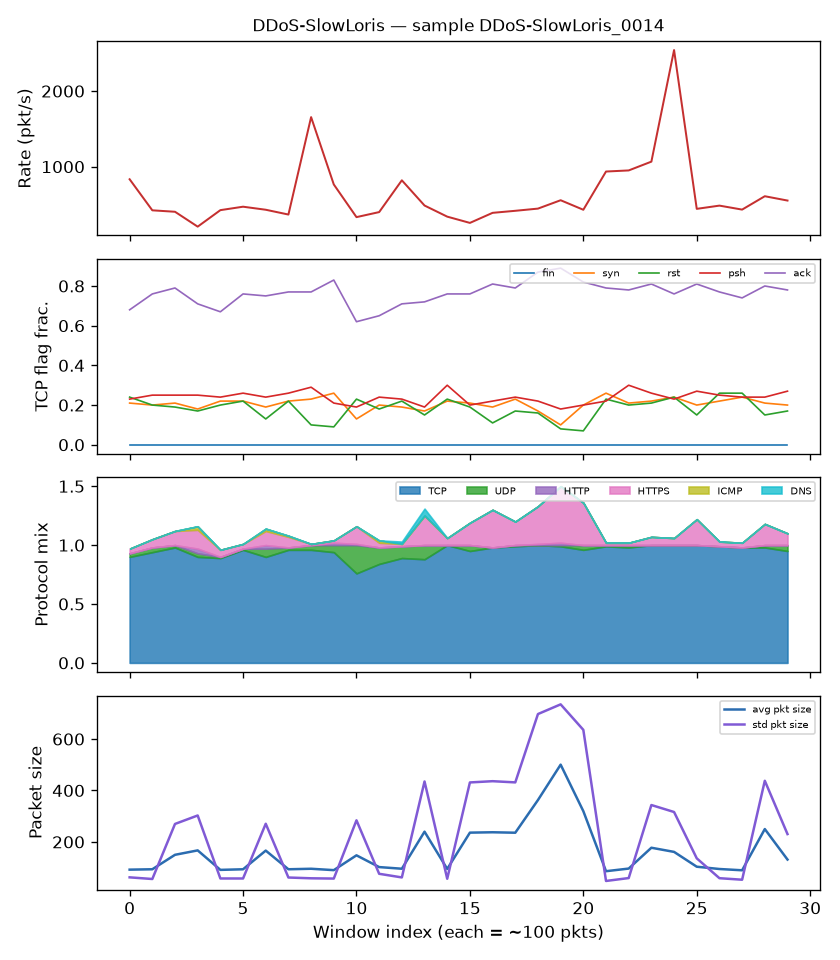 DDoS-SlowLoris — sample DDoS-SlowLoris_0014
Rate (pkt/s)
2000
1000
TCP flag frac.
0.8
0.6
0.4
0.2
0.0
fin syn rst psh ack
Protocol mix
1.5
1.0
0.5
0.0
TCP UDP HTTP HTTPS ICMP DNS
Packet size
600
400
200
avg pkt size
std pkt size
0 5 10 15 20 25 30
Window index (each = ~100 pkts)